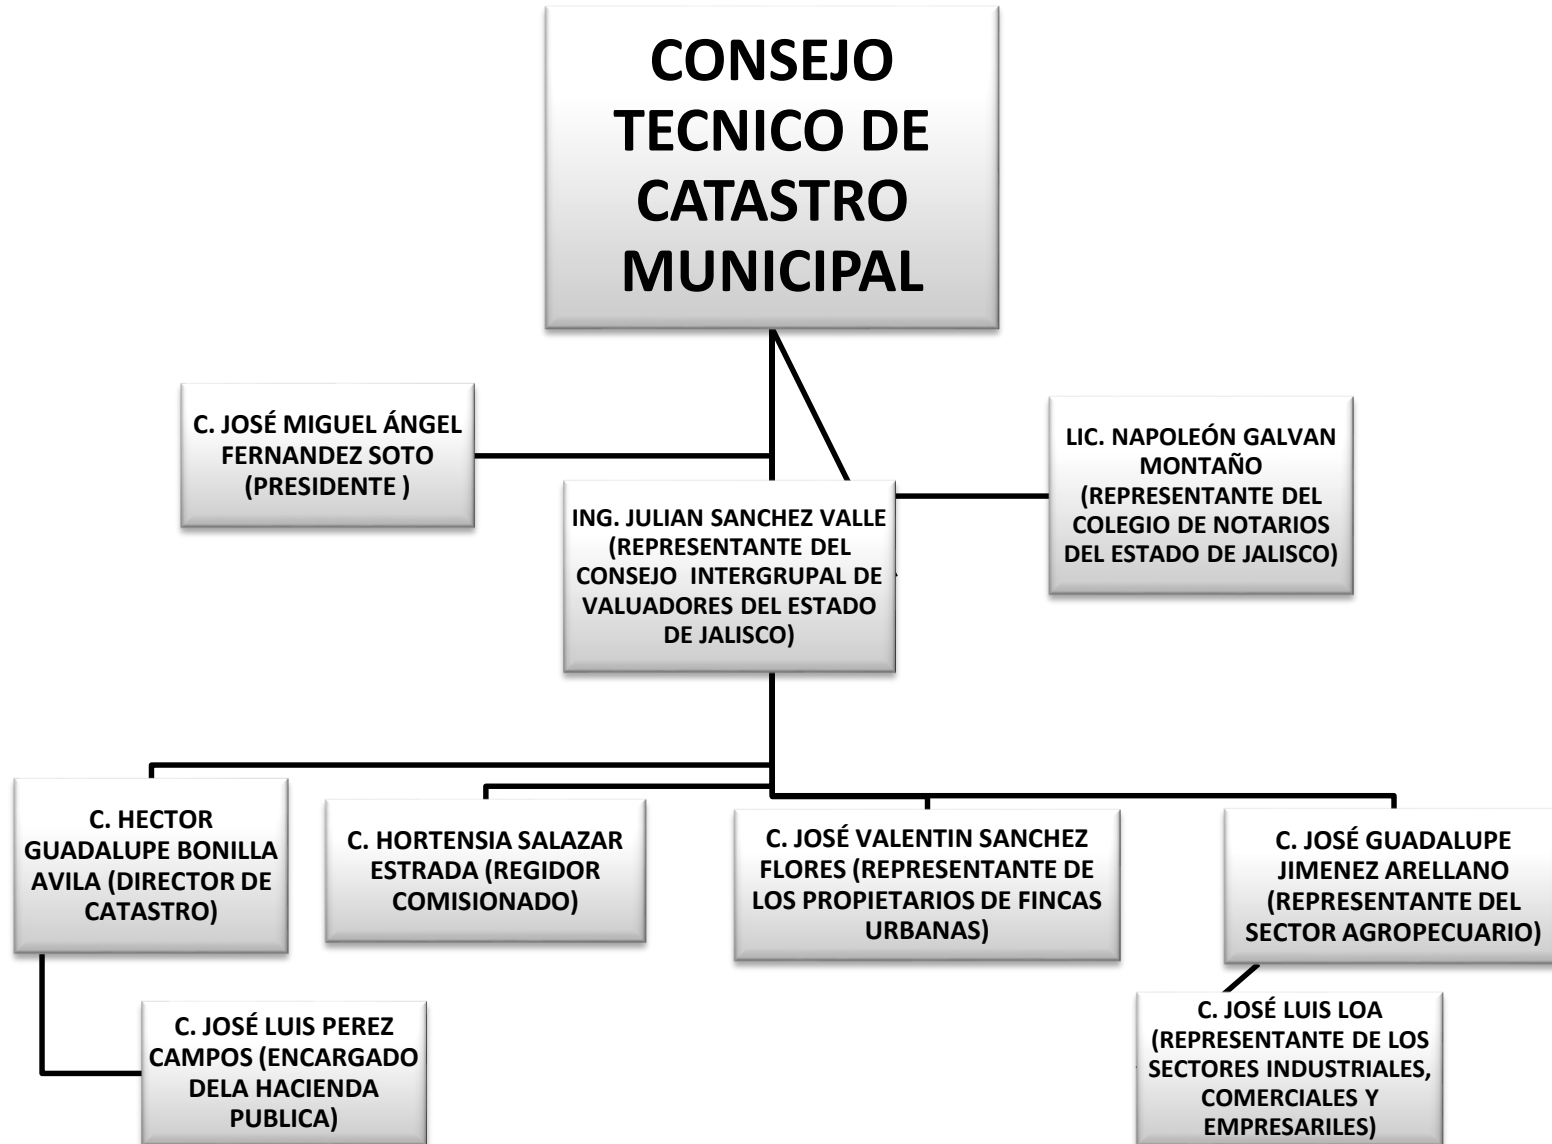 CONSEJO
TECNICO DE
CATASTRO
MUNICIPAL
C. JOSÉ MIGUEL ÁNGEL
FERNANDEZ SOTO
(PRESIDENTE )
LIC. NAPOLEÓN GALVAN
MONTAÑO
(REPRESENTANTE DEL
COLEGIO DE NOTARIOS
DEL ESTADO DE JALISCO)
ING. JULIAN SANCHEZ VALLE
(REPRESENTANTE DEL
CONSEJO  INTERGRUPAL DE
VALUADORES DEL ESTADO
DE JALISCO)
C. HECTOR
GUADALUPE BONILLA
AVILA (DIRECTOR DE
CATASTRO)
C. HORTENSIA SALAZAR
ESTRADA (REGIDOR
COMISIONADO)
C. JOSÉ VALENTIN SANCHEZ
FLORES (REPRESENTANTE DE
LOS PROPIETARIOS DE FINCAS
URBANAS)
C. JOSÉ GUADALUPE
JIMENEZ ARELLANO
(REPRESENTANTE DEL
SECTOR AGROPECUARIO)
C. JOSÉ LUIS PEREZ
CAMPOS (ENCARGADO
DELA HACIENDA
PUBLICA)
C. JOSÉ LUIS LOA
(REPRESENTANTE DE LOS
SECTORES INDUSTRIALES,
COMERCIALES Y
EMPRESARILES)